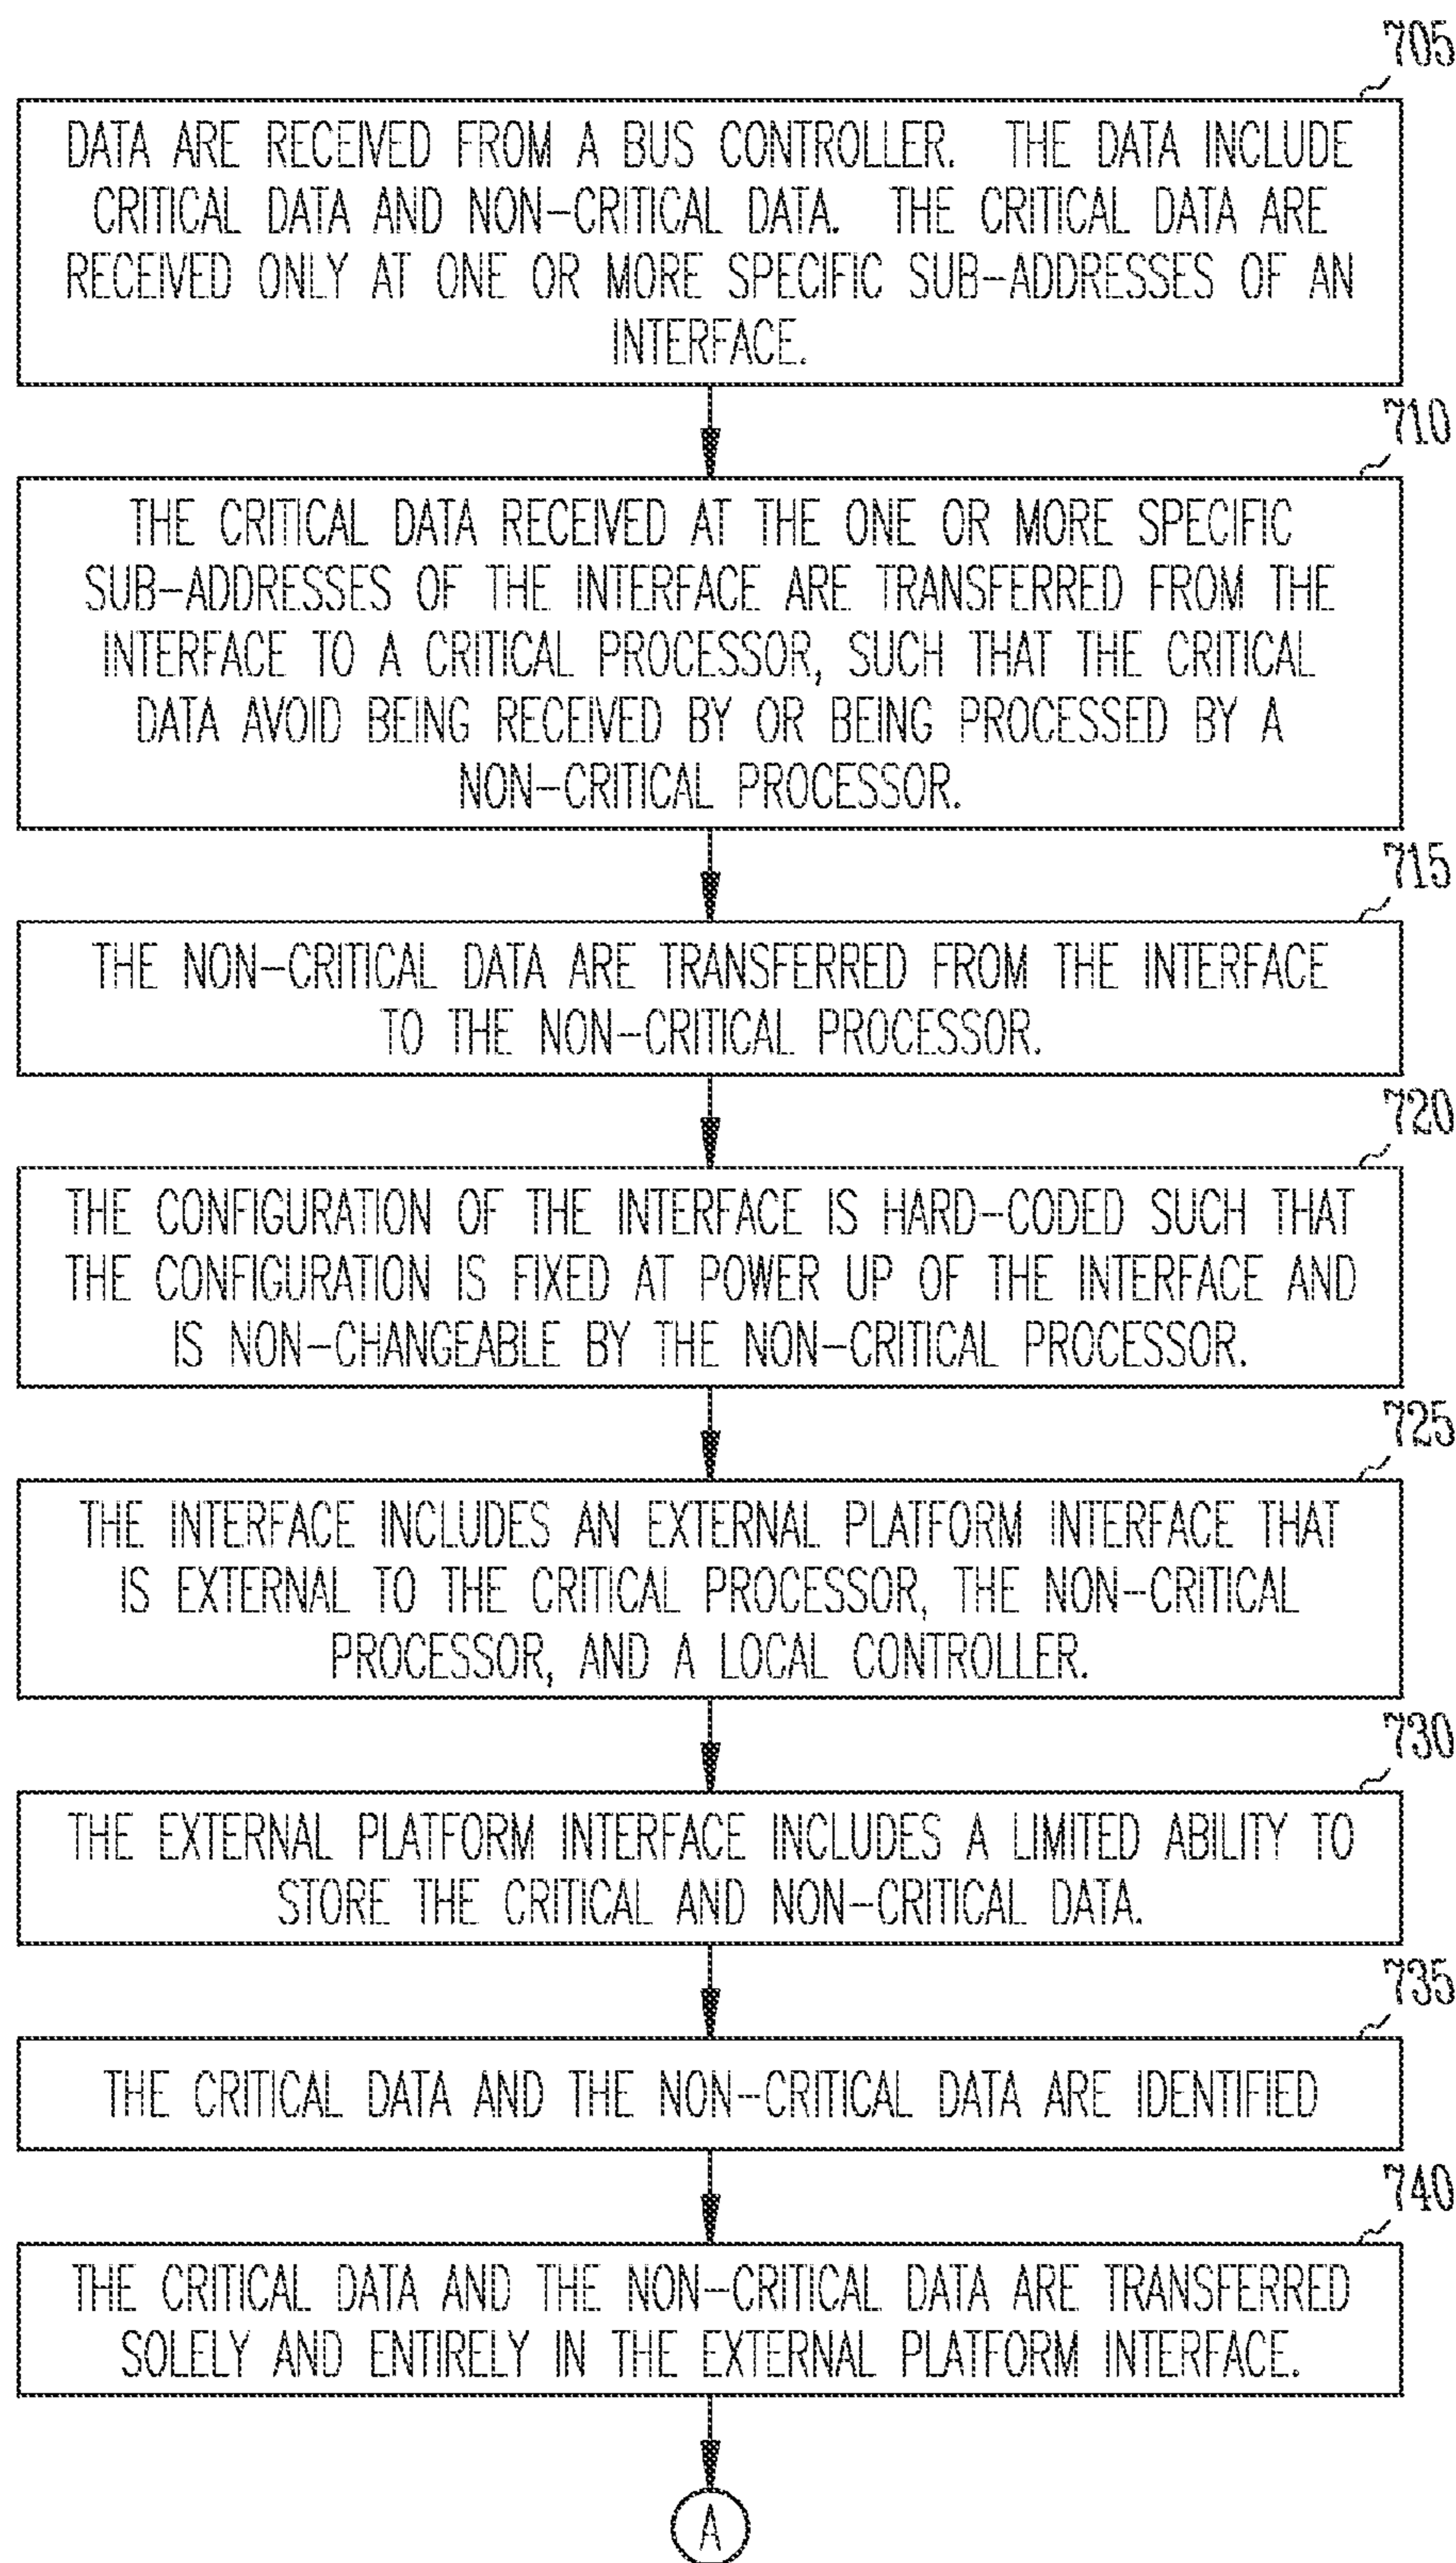 705
DATA ARE RECEIVED FROM A BUS CONTROLLER. THE DATA INCLUDE
CRITICAL DATA AND NON-CRITICAL DATA. THE CRITICAL DATA ARE
RECEIVED ONLY AT ONE OR MORE SPECIFIC SUB-ADDRESSES OF AN
INTERFACE.
710
THE CRITICAL DATA RECEIVED AT THE ONE OR MORE SPECIFIC
SUB-ADDRESSES OF THE INTERFACE ARE TRANSFERRED FROM THE
INTERFACE TO A CRITICAL PROCESSOR, SUCH THAT THE CRITICAL
DATA AVOID BEING RECEIVED BY OR BEING PROCESSED BY A
NON-CRITICAL PROCESSOR.
715
THE NON-CRITICAL DATA ARE TRANSFERRED FROM THE INTERFACE
TO THE NON-CRITICAL PROCESSOR.
720
THE CONFIGURATION OF THE INTERFACE IS HARD-CODED SUCH THAT
THE CONFIGURATION IS FIXED AT POWER UP OF THE INTERFACE AND
IS NON-CHANGEABLE BY THE NON-CRITICAL PROCESSOR.
725
THE INTERFACE INCLUDES AN EXTERNAL PLATFORM INTERFACE THAT
IS EXTERNAL TO THE CRITICAL PROCESSOR, THE NON-CRITICAL
PROCESSOR, AND A LOCAL CONTROLLER.
730
THE EXTERNAL PLATFORM INTERFACE INCLUDES A LIMITED ABILITY TO
STORE THE CRITICAL AND NON-CRITICAL DATA.
735
THE CRITICAL DATA AND THE NON-CRITICAL DATA ARE IDENTIFIED
740
THE CRITICAL DATA AND THE NON-CRITICAL DATA ARE TRANSFERRED
SOLELY AND ENTIRELY IN THE EXTERNAL PLATFORM INTERFACE.
A